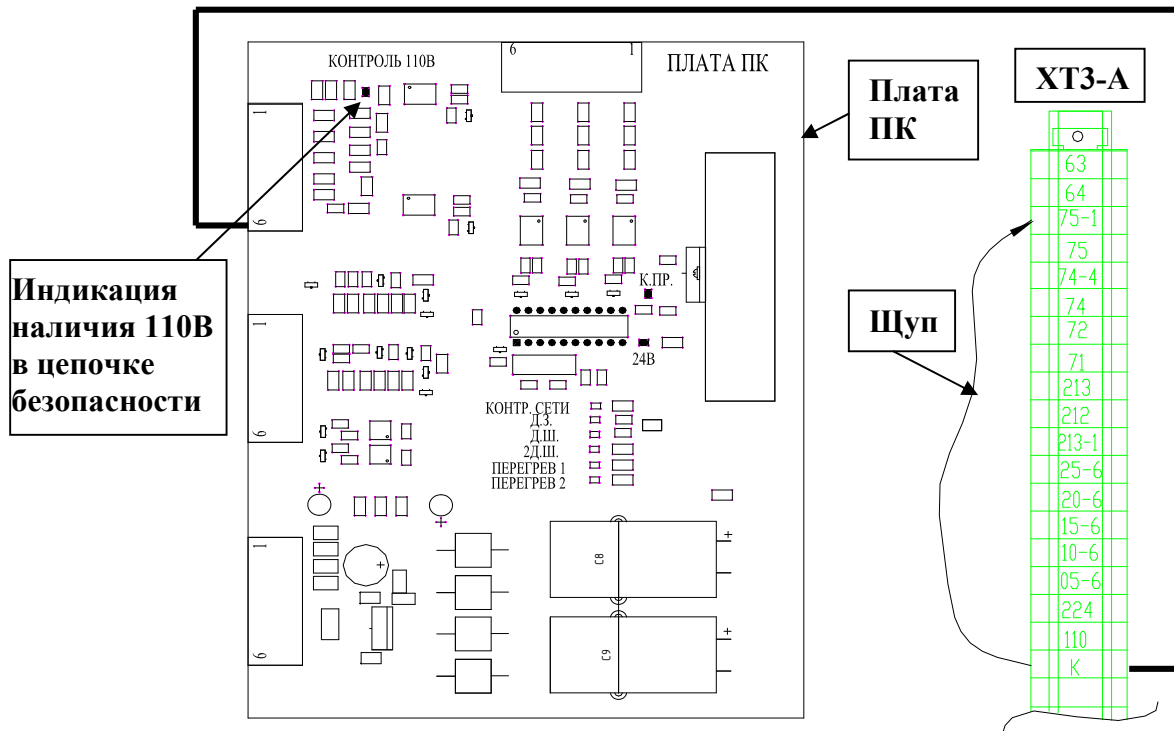 КОНТРОЛЬ 110В
6
1
ПЛАТА ПК
Плата
ПК
ХТ3-А
1
6
Индикация
наличия 110В
в цепочке
безопасности
К.ПР.
24В
1
6
КОНТР. СЕТИ
Д.З.
Д.Ш.
2Д.Ш.
ПЕРЕГРЕВ 1
ПЕРЕГРЕВ 2
+
+
1
6
+
C8
+
C9
+
Щуп
63
64
75-1
75
74-4
74
72
71
213
212
213-1
25-6
20-6
15-6
10-6
05-6
224
110
К